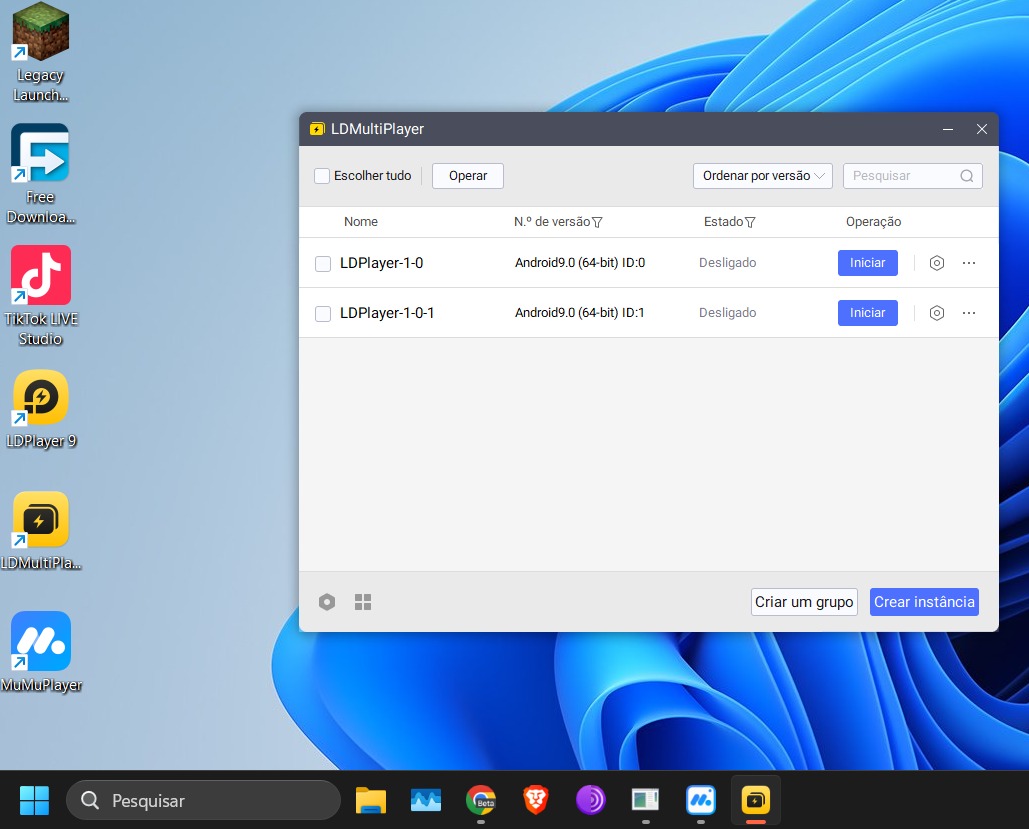 Legacy
Launch...
Free
Downloa...
TikTok LIVE
Studio
LDPlayer 9
LDMultiPla...
MuMuPlayer
LDMultiPlayer
Escolher tudo
Operar
Ordenar por versão
Pesquisar
Nome
N.º de versão
Estado
Operação
LDPlayer-1-0
Android9.0 (64-bit) ID:0
Desligado
Iniciar
LDPlayer-1-0-1
Android9.0 (64-bit) ID:1
Desligado
Iniciar
Criar um grupo
Crear instância
Pesquisar
Beta